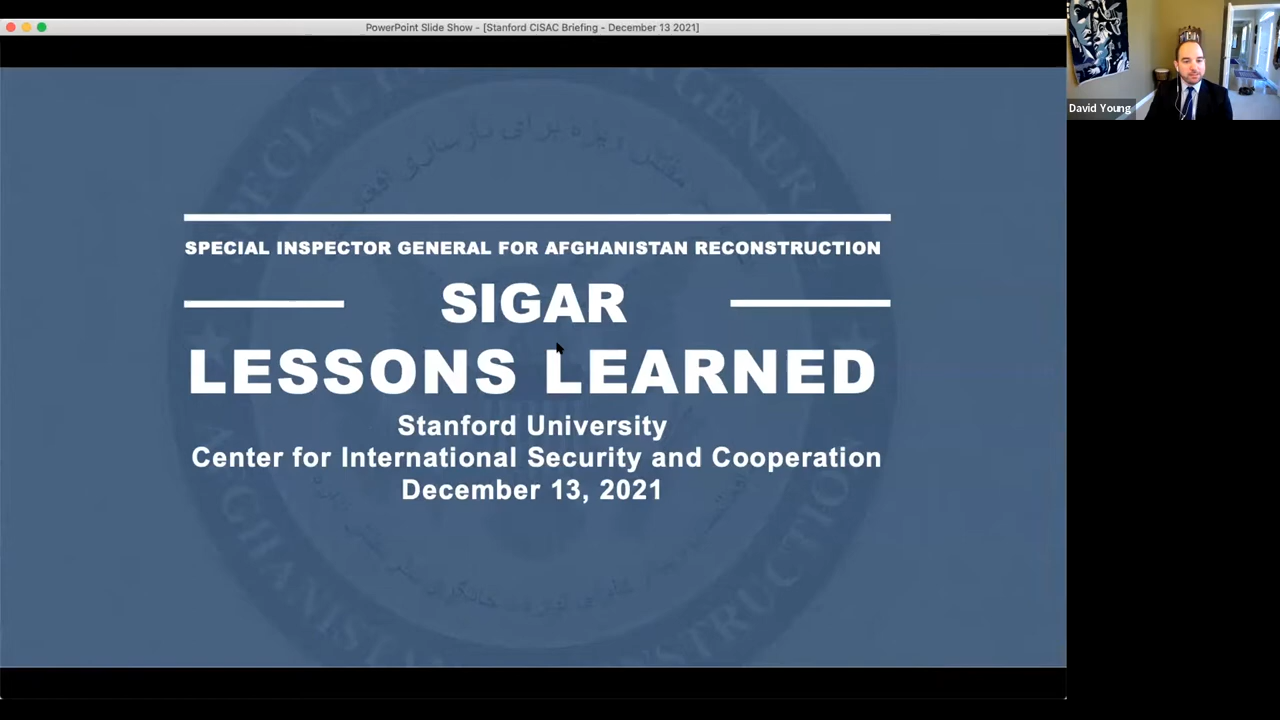 PowerPoint Slide Show - [Stanford CISAC Briefing - December 13 2021]
David Young
SPECIAL INSPECTOR GENERAL FOR AFGHANISTAN RECONSTRUCTION
SIGAR
LESSONS LEARNED
Stanford University
Center for International Security and Cooperation
December 13, 2021